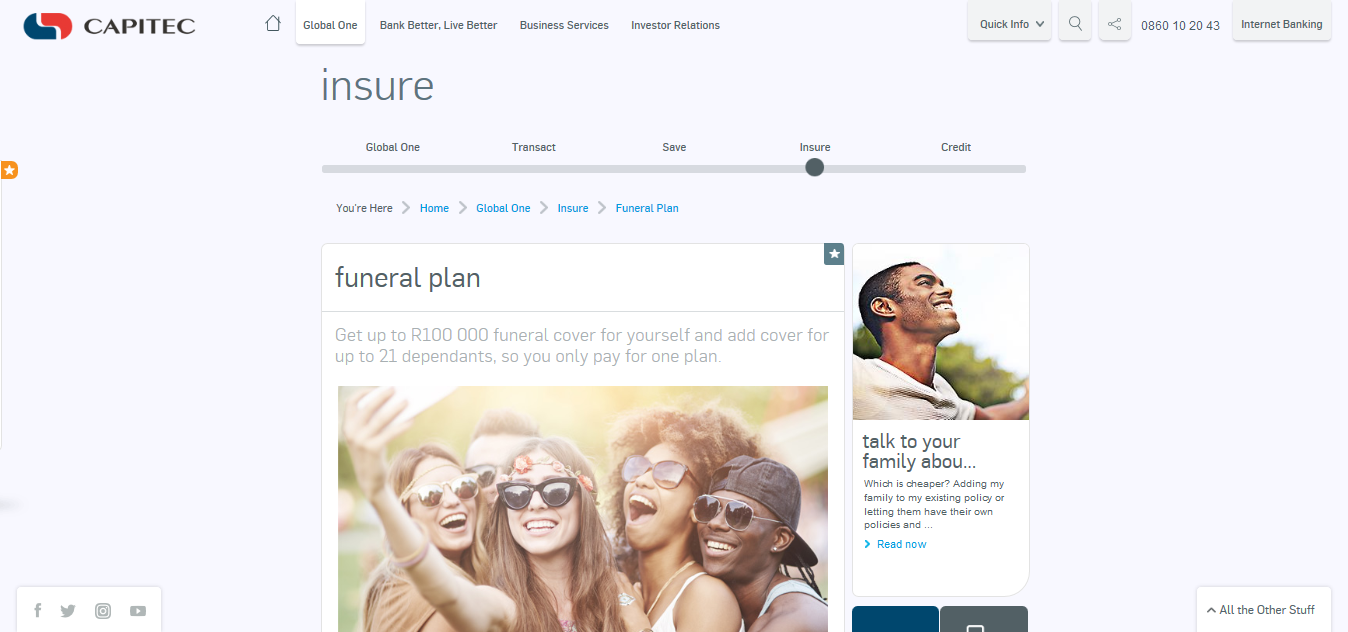 CAPITEC
Global One
Bank Better, Live Better
Business Services
Investor Relations
Quick Info
0860 10 20 43
Internet Banking
insure
Global One
Transact
Save
Insure
Credit
You're Here
Home
Global One
Insure
Funeral Plan
funeral plan
Get up to R100 000 funeral cover for yourself and add cover for
up to 21 dependants, so you only pay for one plan.
talk to your
family abou...
Which is cheaper? Adding my
family to my existing policy or
letting them have their own
policies and ...
Read now
All the Other Stuff